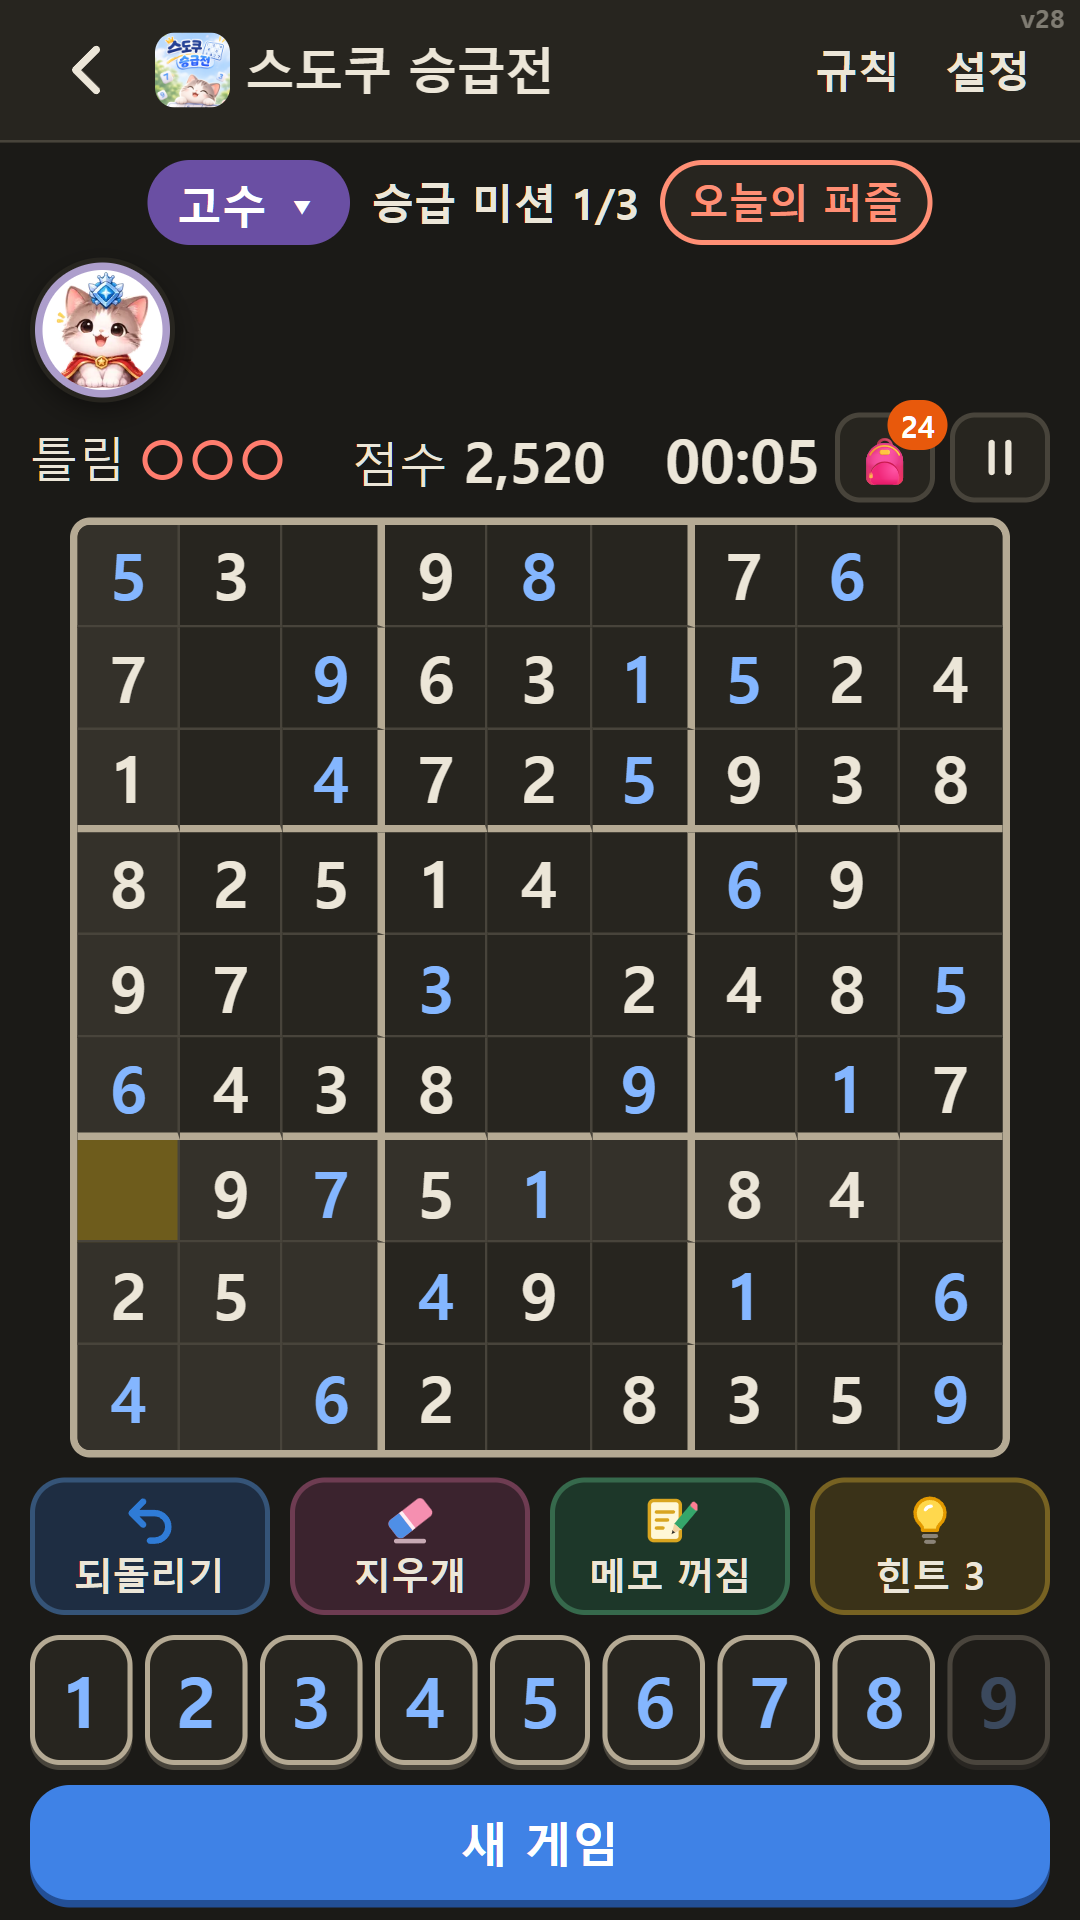 v28
스도쿠 승급전
규칙 설정
고수 ▼ 승급 미션 1/3 오늘의 퍼즐
틀림 점수 2,520 00:05 24
5 3 9 8 7 6
7 9 6 3 1 5 2 4
1 4 7 2 5 9 3 8
8 2 5 1 4 6 9
9 7 3 2 4 8 5
6 4 3 8 9 1 7
9 7 5 1 8 4
2 5 4 9 1 6
4 6 2 8 3 5 9
되돌리기 지우개 메모 꺼짐 힌트 3
1 2 3 4 5 6 7 8 9
새 게임